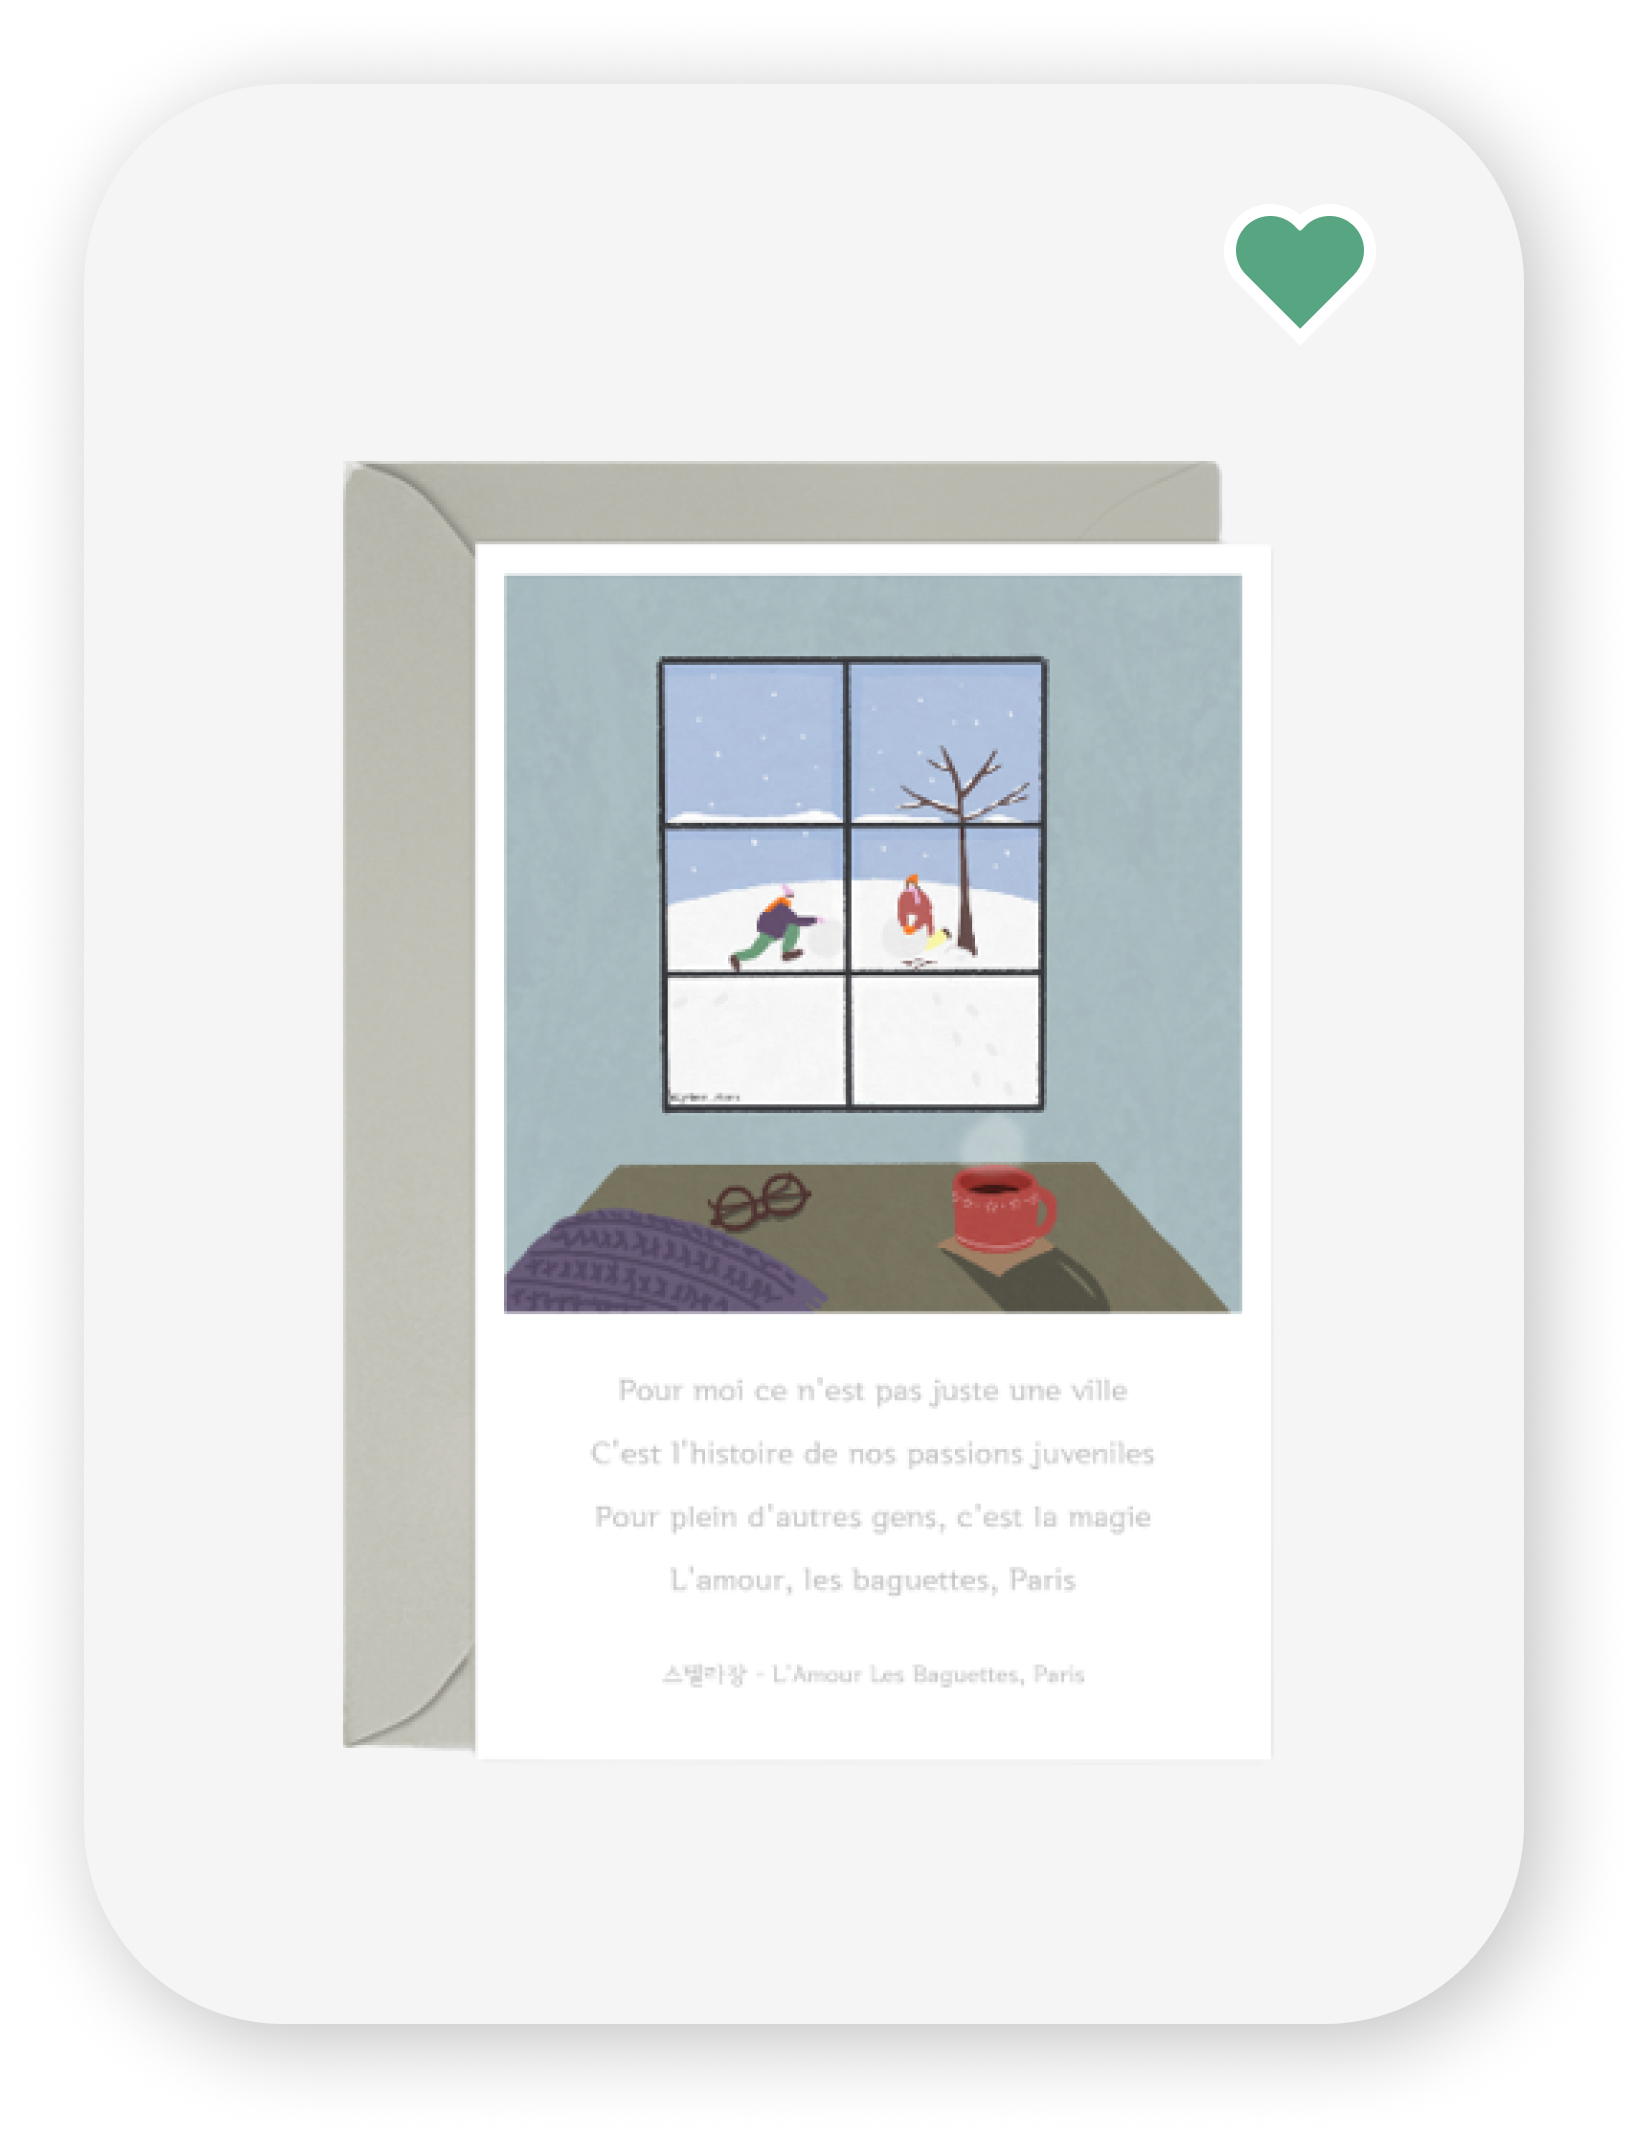 Pour moi ce n'est pas juste une ville
C'est l'histoire de nos passions juveniles
Pour plein d'autres gens, c'est la magie
L'amour, les baguettes, Paris
스텔라장 - L'Amour Les Baguettes, Paris